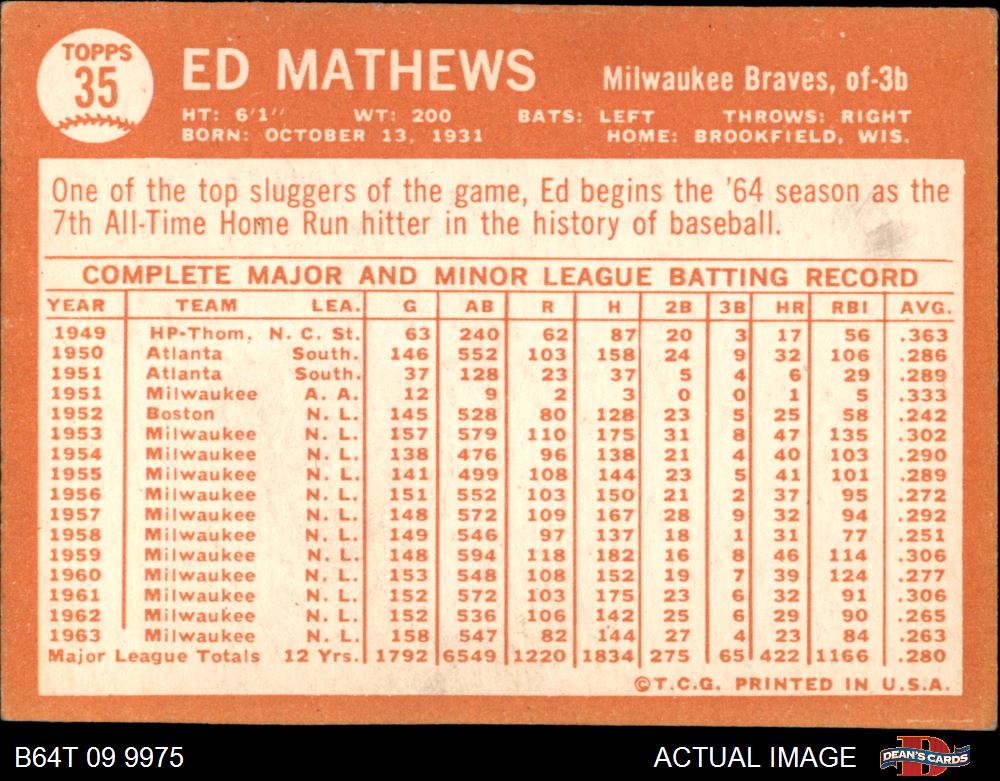 TOPPS
35
ED MATHEWS
Milwaukee Braves, of-3b
HT: 6'1" WT: 200 BATS: LEFT THROWS: RIGHT
BORN: OCTOBER 13, 1931 HOME: BROOKFIELD, WIS.
One of the top sluggers of the game, Ed begins the '64 season as the
7th All-Time Home Run hitter in the history of baseball.
COMPLETE MAJOR AND MINOR LEAGUE BATTING RECORD
YEAR TEAM LEA. G AB R H 2B 3B HR RBI AVG.
1949 HP-Thom, N. C. St. 63 240 62 87 20 3 17 56 .363
1950 Atlanta South. 146 552 103 158 24 9 32 106 .286
1951 Atlanta South. 37 128 23 37 5 4 6 29 .289
1951 Milwaukee A. A. 12 9 2 3 0 0 1 5 .333
1952 Boston N. L. 145 528 80 128 23 5 25 58 .242
1953 Milwaukee N. L. 157 579 110 175 31 8 47 135 .302
1954 Milwaukee N. L. 138 476 96 138 21 4 40 103 .290
1955 Milwaukee N. L. 141 499 108 144 23 5 41 101 .289
1956 Milwaukee N. L. 151 552 103 150 21 2 37 95 .272
1957 Milwaukee N. L. 148 572 109 167 28 9 32 94 .292
1958 Milwaukee N. L. 149 546 97 137 18 1 31 77 .251
1959 Milwaukee N. L. 148 594 118 182 16 8 46 114 .306
1960 Milwaukee N. L. 153 548 108 152 19 7 39 124 .277
1961 Milwaukee N. L. 152 572 103 175 23 6 32 91 .306
1962 Milwaukee N. L. 152 536 106 142 25 6 29 90 .265
1963 Milwaukee N. L. 158 547 82 144 27 4 23 84 .263
Major League Totals 12 Yrs. 1792 6549 1220 1834 275 65 422 1166 .280
©T.C.G. PRINTED IN U.S.A.
B64T 09 9975 ACTUAL IMAGE DEAN'S CARDS